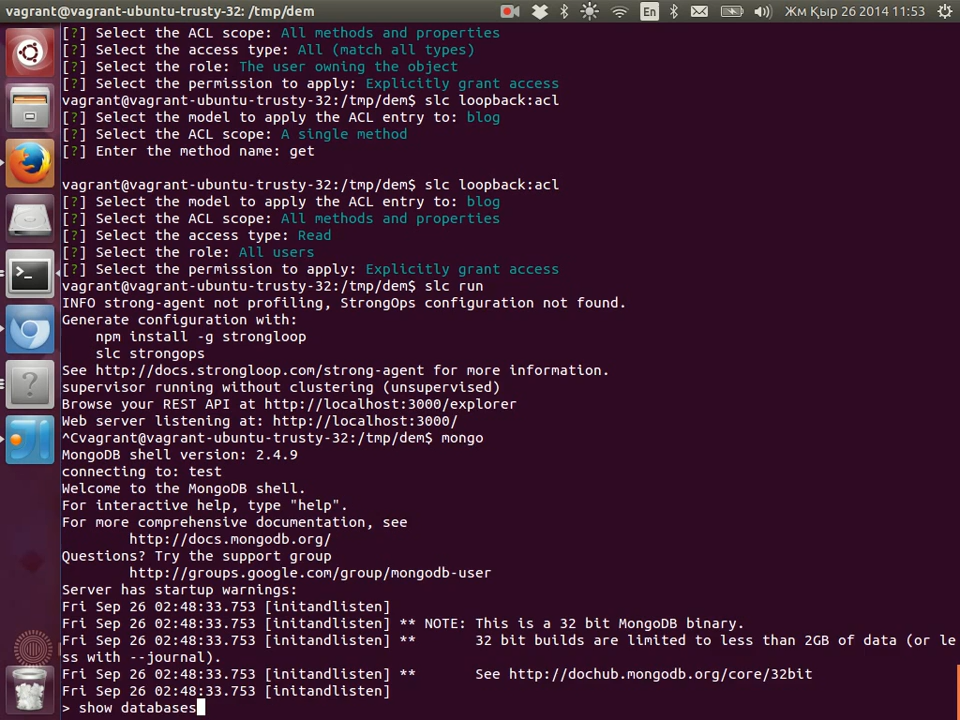 vagrant@vagrant-ubuntu-trusty-32: /tmp/dem
En
Жм Қыр 26 2014 11:53
[?] Select the ACL scope: All methods and properties
[?] Select the access type: All (match all types)
[?] Select the role: The user owning the object
[?] Select the permission to apply: Explicitly grant access
vagrant@vagrant-ubuntu-trusty-32:/tmp/dem$ slc loopback:acl
[?] Select the model to apply the ACL entry to: blog
[?] Select the ACL scope: A single method
[?] Enter the method name: get
vagrant@vagrant-ubuntu-trusty-32:/tmp/dem$ slc loopback:acl
[?] Select the model to apply the ACL entry to: blog
[?] Select the ACL scope: All methods and properties
[?] Select the access type: Read
[?] Select the role: All users
[?] Select the permission to apply: Explicitly grant access
vagrant@vagrant-ubuntu-trusty-32:/tmp/dem$ slc run
INFO strong-agent not profiling, StrongOps configuration not found.
Generate configuration with:
    npm install -g strongloop
    slc strongops
See http://docs.strongloop.com/strong-agent for more information.
supervisor running without clustering (unsupervised)
Browse your REST API at http://localhost:3000/explorer
Web server listening at: http://localhost:3000/
^Cvagrant@vagrant-ubuntu-trusty-32:/tmp/dem$ mongo
MongoDB shell version: 2.4.9
connecting to: test
Welcome to the MongoDB shell.
For interactive help, type "help".
For more comprehensive documentation, see
        http://docs.mongodb.org/
Questions? Try the support group
        http://groups.google.com/group/mongodb-user
Server has startup warnings:
Fri Sep 26 02:48:33.753 [initandlisten]
Fri Sep 26 02:48:33.753 [initandlisten] ** NOTE: This is a 32 bit MongoDB binary.
Fri Sep 26 02:48:33.753 [initandlisten] **       32 bit builds are limited to less than 2GB of data (or le
ss with --journal).
Fri Sep 26 02:48:33.753 [initandlisten] **       See http://dochub.mongodb.org/core/32bit
Fri Sep 26 02:48:33.753 [initandlisten]
> show databases